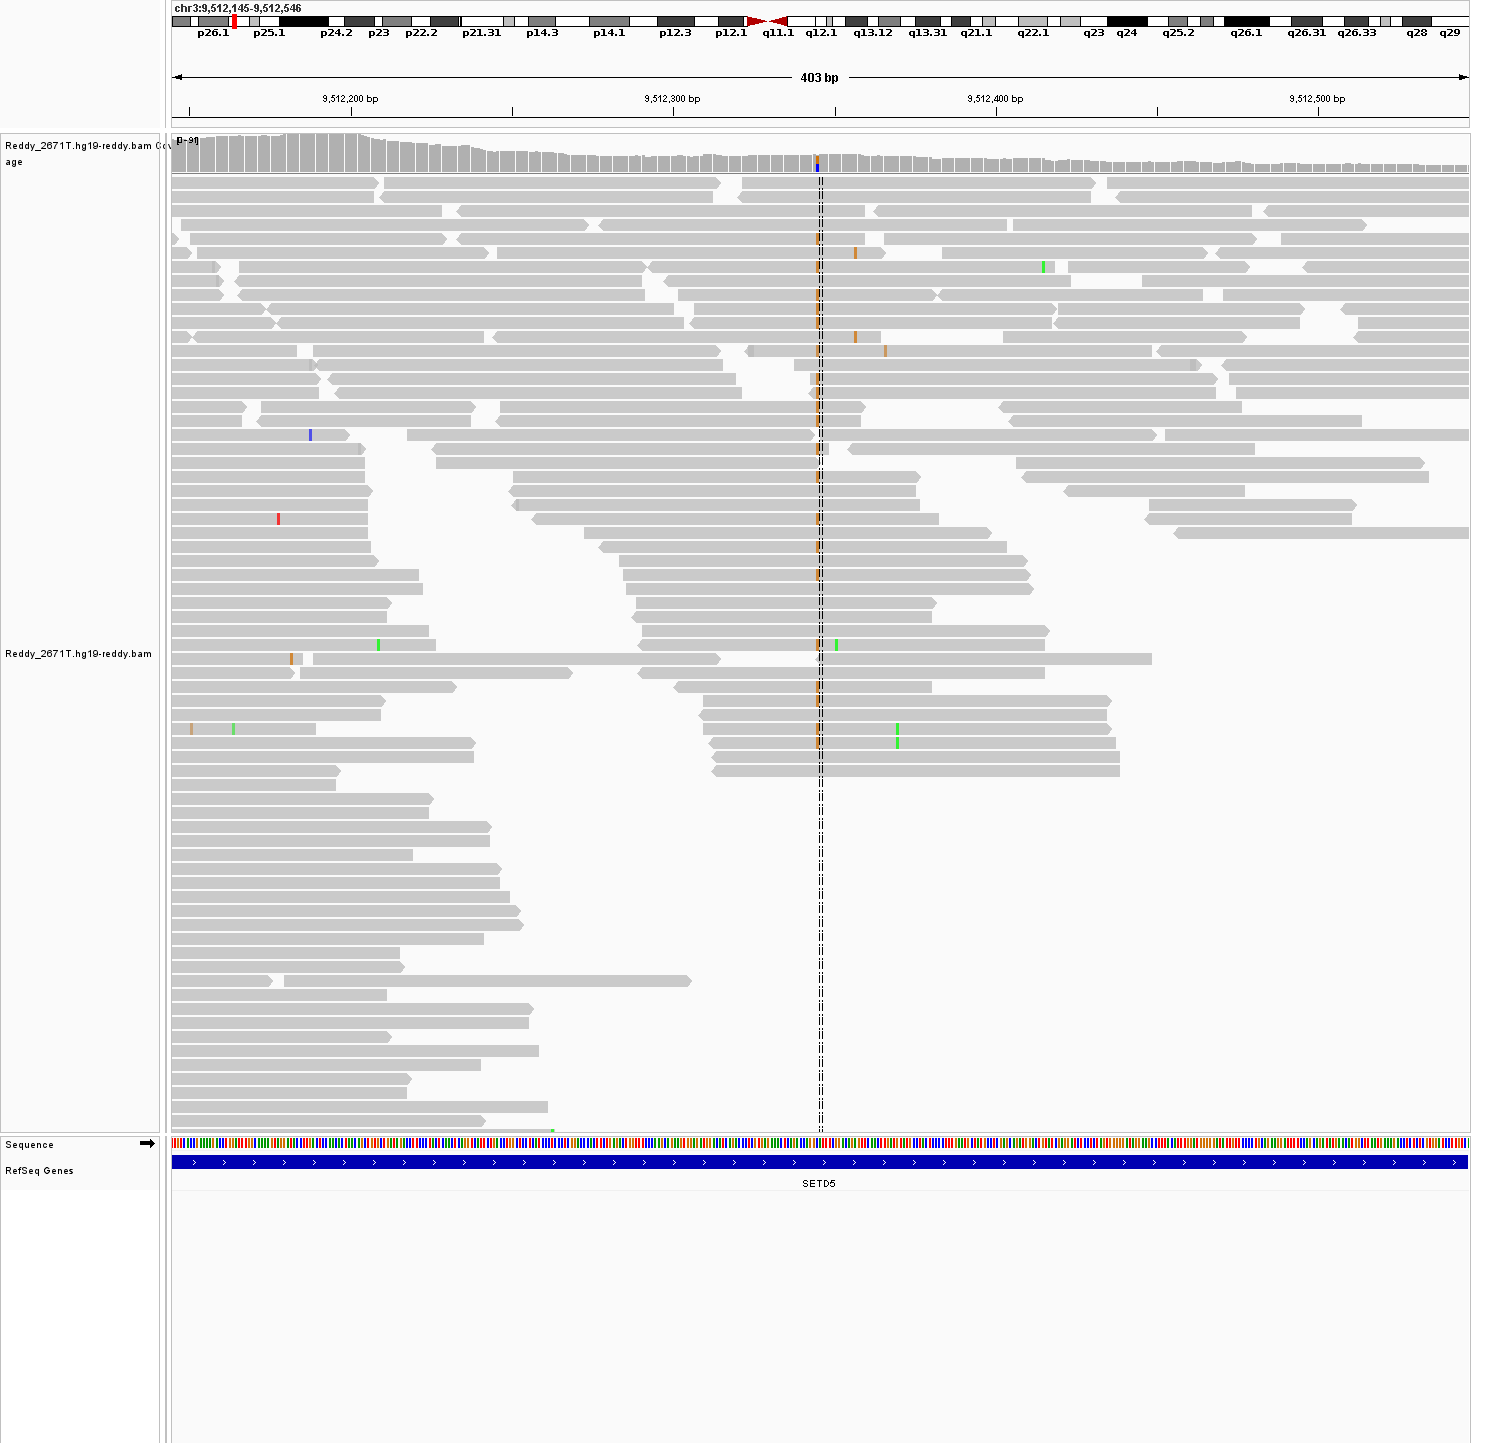 chr3:9,512,145-9,512,546
p26.1 p25.1 p24.2 p23 p22.2 p21.31 p14.3 p14.1 p12.3 p12.1 q11.1 q12.1 q13.12 q13.31 q21.1 q22.1 q23 q24 q25.2 q26.1 q26.31 q26.33 q28 q29
403 bp
9,512,200 bp 9,512,300 bp 9,512,400 bp 9,512,500 bp
[0-91]
Reddy_2671T.hg19-reddy.bam Cov
age
Reddy_2671T.hg19-reddy.bam
Sequence
RefSeq Genes
SETD5